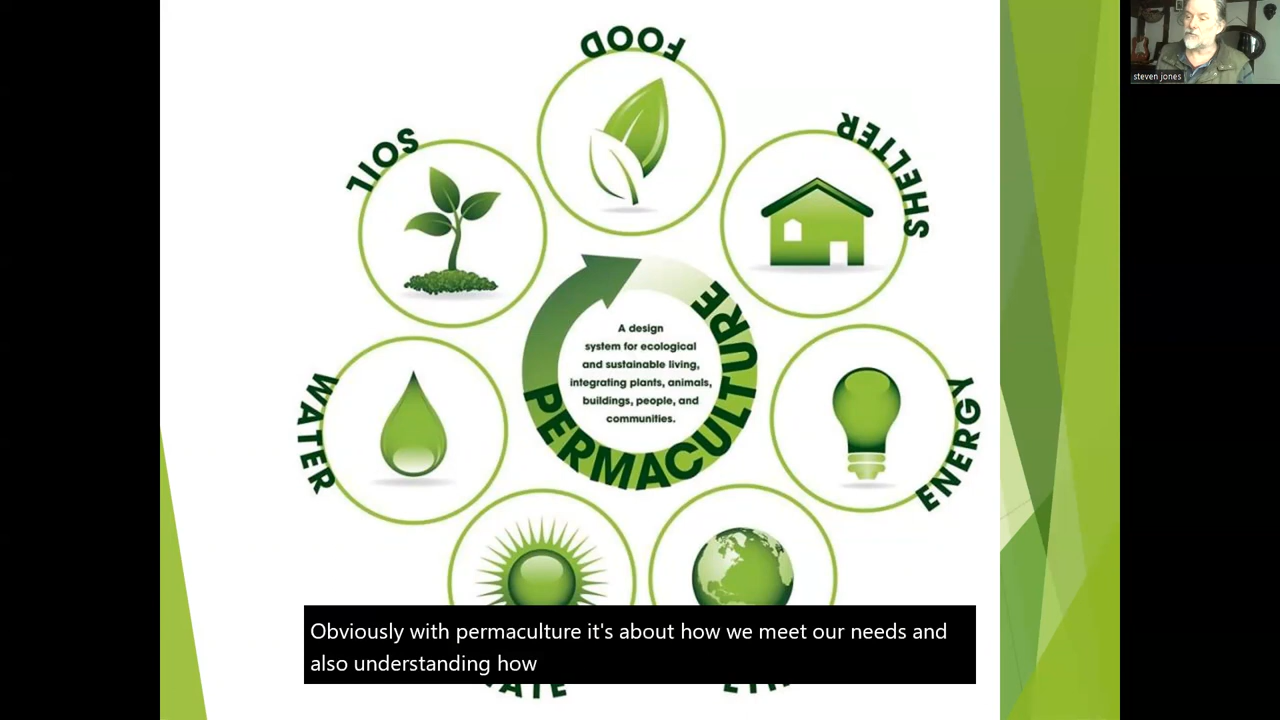 FOOD
SOIL
SHELTER
A design
system for ecological
and sustainable living,
integrating plants, animals,
buildings, people, and
communities.
PERMACULTURE
WATER
ENERGY
Obviously with permaculture it's about how we meet our needs and
also understanding how
steven jones